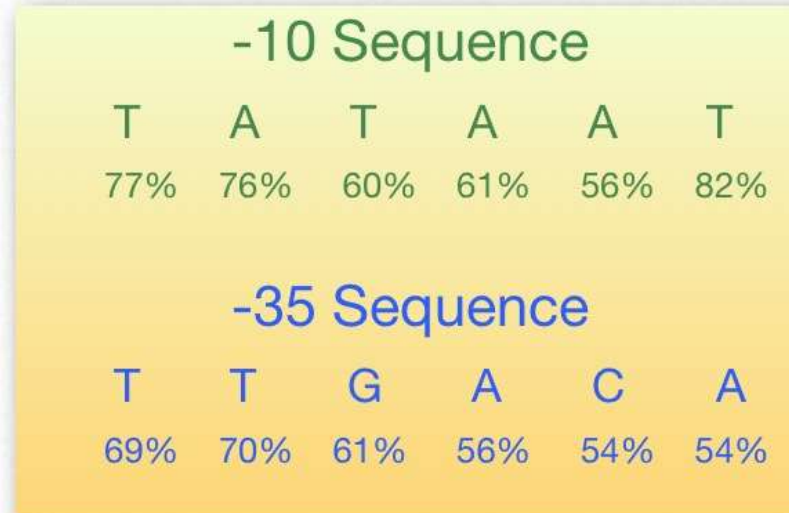 -10 Sequence
T A T A A T
77% 76% 60% 61% 56% 82%
-35 Sequence
T T G A C A
69% 70% 61% 56% 54% 54%